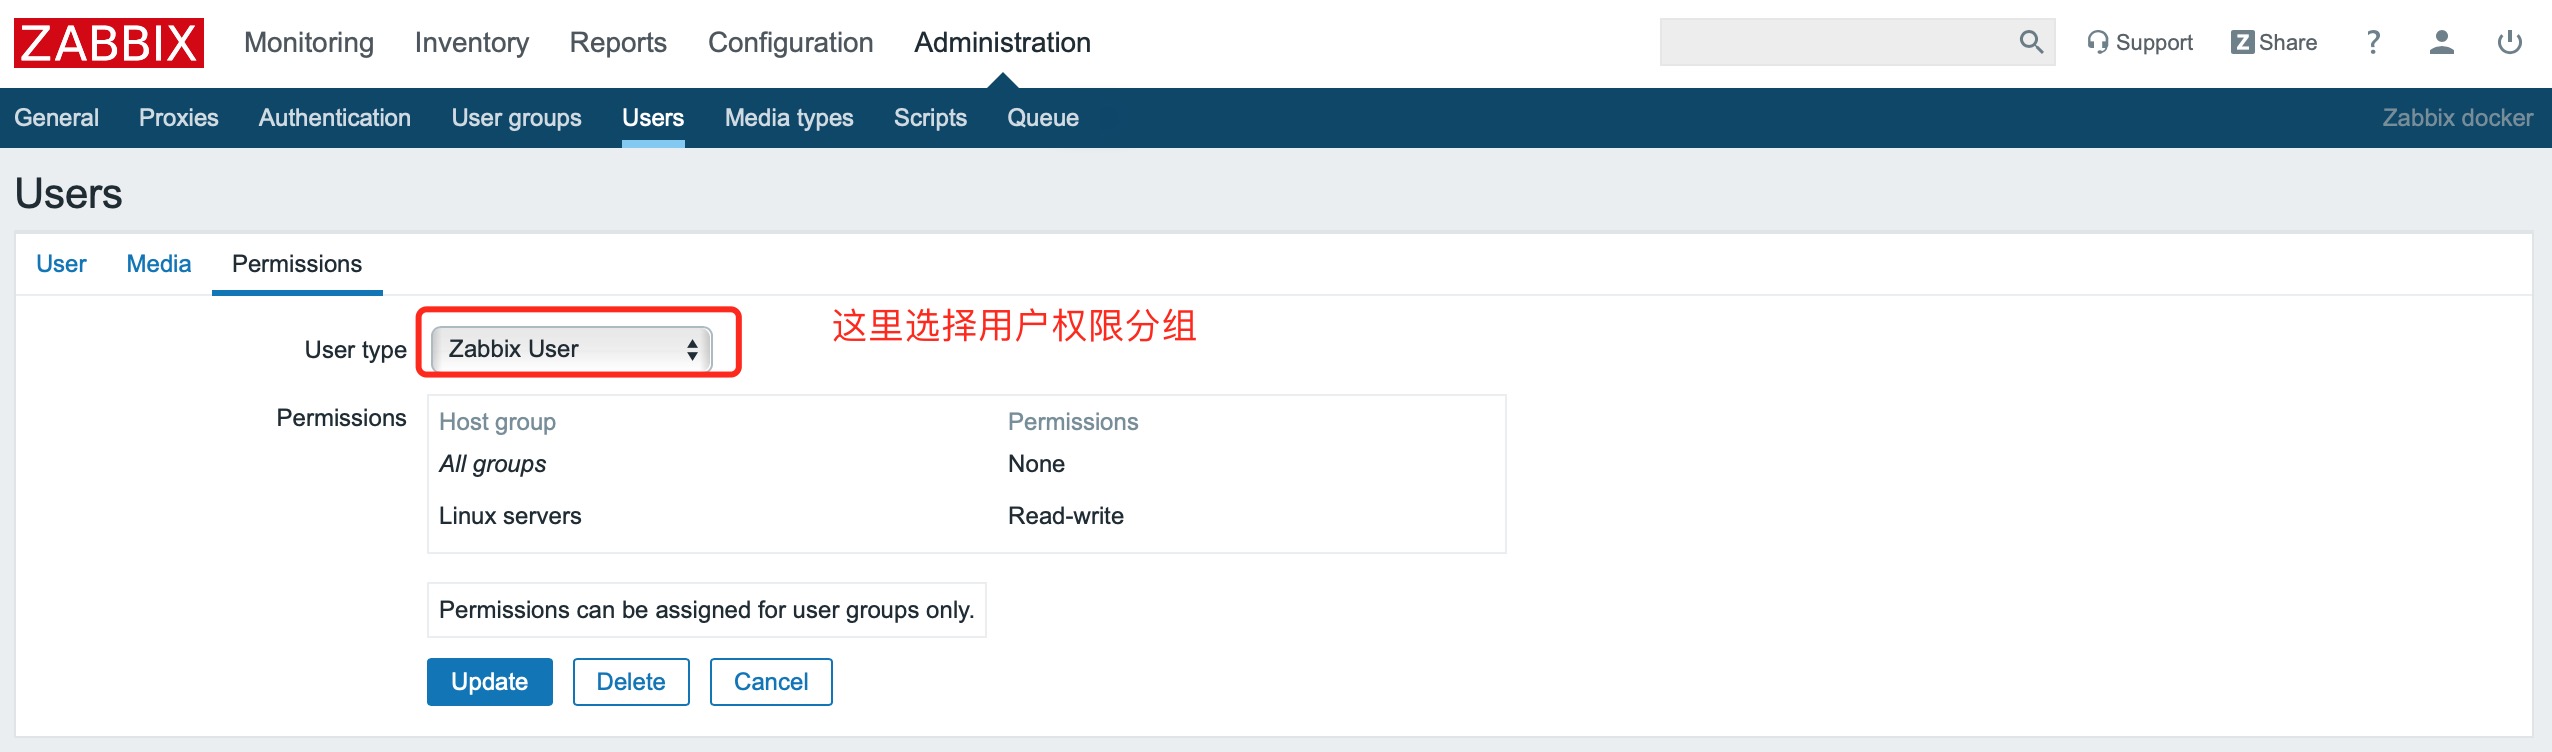 ZABBIX Monitoring Inventory Reports Configuration Administration Support Z Share ?
General Proxies Authentication User groups Users Media types Scripts Queue Zabbix docker
Users
User Media Permissions
这里选择用户权限分组
User type Zabbix User
Permissions Host group Permissions
All groups None
Linux servers Read-write
Permissions can be assigned for user groups only.
Update Delete Cancel